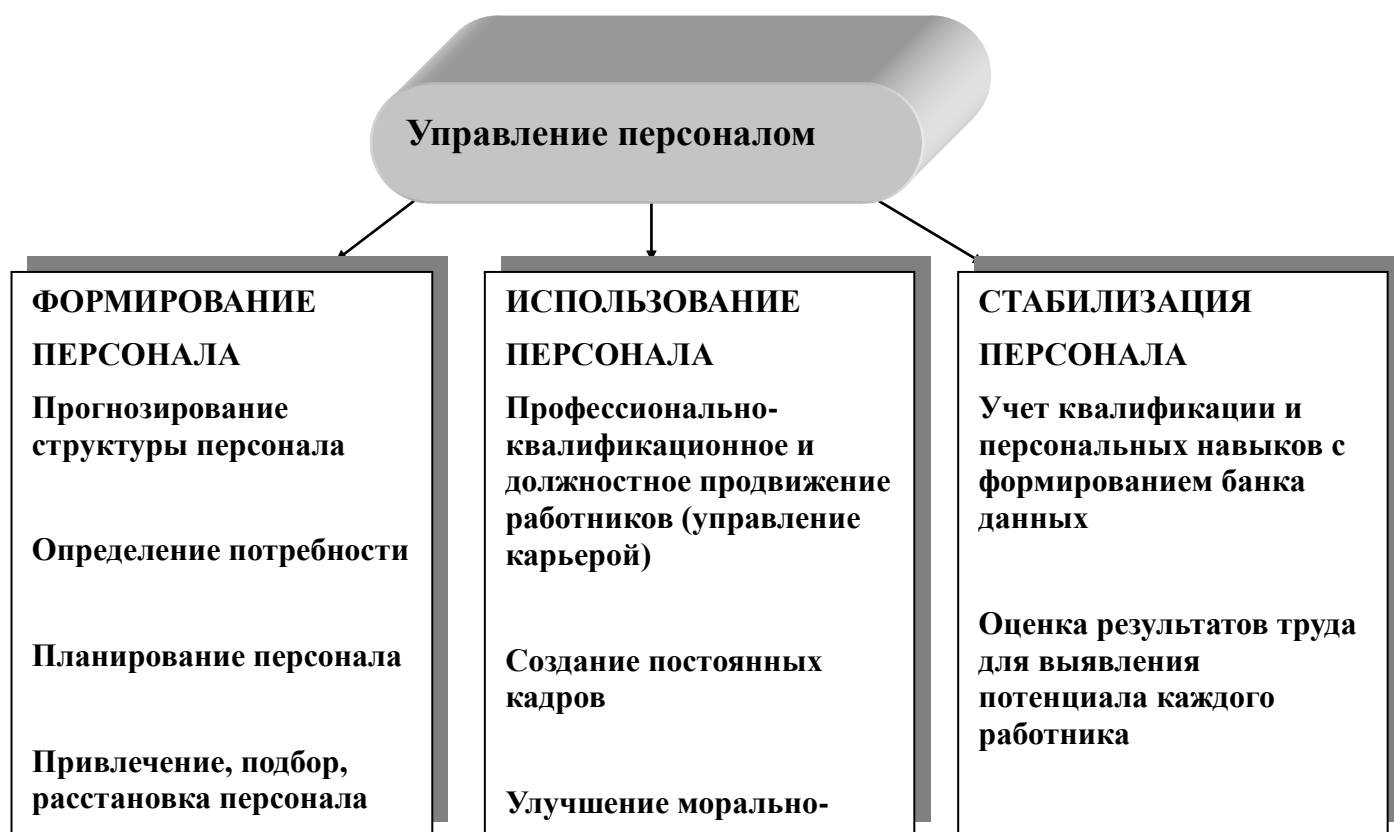 Управление персоналом
ФОРМИРОВАНИЕ
ПЕРСОНАЛА
Прогнозирование
структуры персонала
Определение потребности
Планирование персонала
Привлечение, подбор,
расстановка персонала
ИСПОЛЬЗОВАНИЕ
ПЕРСОНАЛА
Профессионально-
квалификационное и
должностное продвижение
работников (управление
карьерой)
Создание постоянных
кадров
Улучшение морально-
СТАБИЛИЗАЦИЯ
ПЕРСОНАЛА
Учет квалификации и
персональных навыков с
формированием банка
данных
Оценка результатов труда
для выявления
потенциала каждого
работника